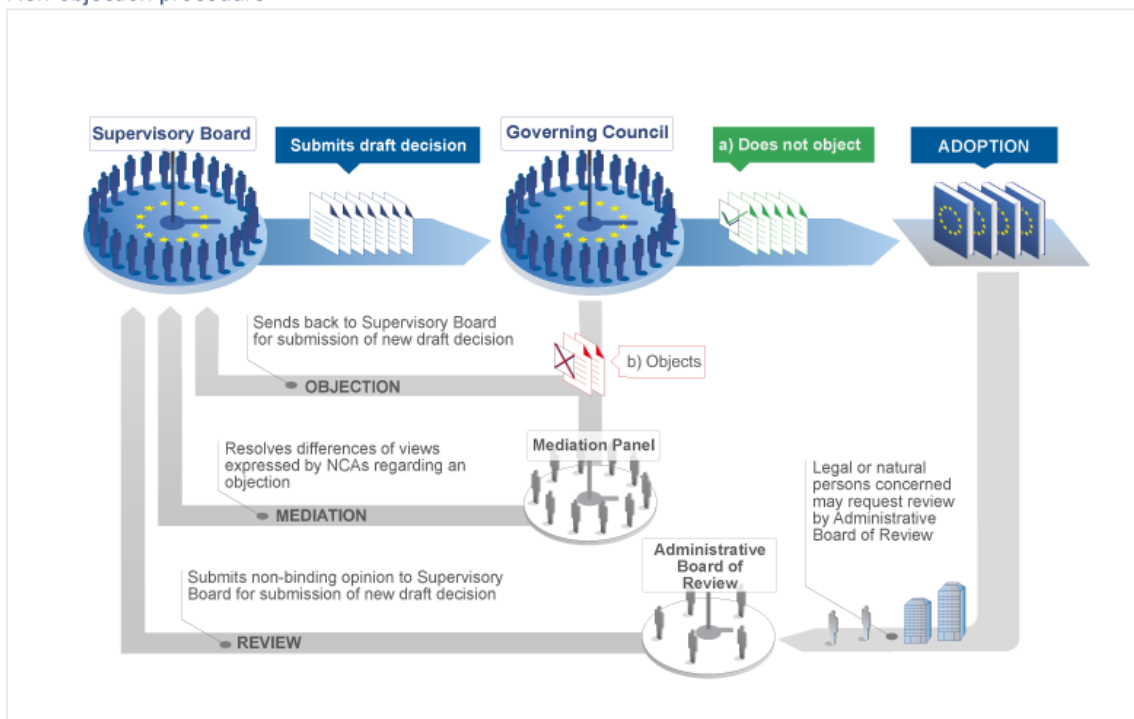 Non-objection procedure
Supervisory Board
Submits draft decision
Governing Council
a) Does not object
ADOPTION
Sends back to Supervisory Board
for submission of new draft decision
b) Objects
OBJECTION
Mediation Panel
Resolves differences of views
expressed by NCAs regarding an
objection
MEDIATION
Legal or natural
persons concerned
may request review
by Administrative
Board of Review
Administrative
Board of
Review
Submits non-binding opinion to Supervisory
Board for submission of new draft decision
REVIEW